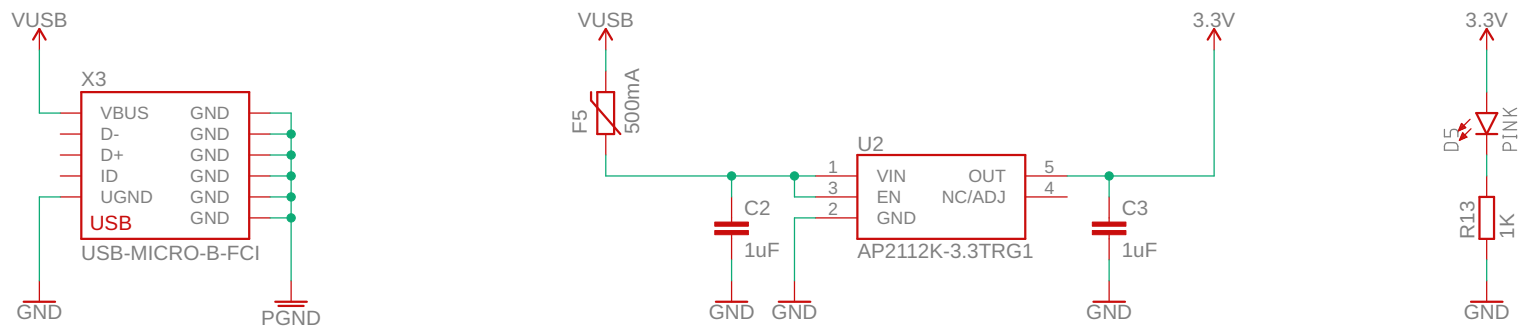 VUSB
X3
VBUS GND
D- GND
D+ GND
ID GND
UGND GND
USB GND
USB-MICRO-B-FCI
GND
PGND
VUSB
F5
500mA
U2
1 VIN OUT 5
3 EN NC/ADJ 4
2 GND
AP2112K-3.3TRG1
C2
1uF
GND
GND
3.3V
C3
1uF
GND
3.3V
D5
PINK
R13
1K
GND